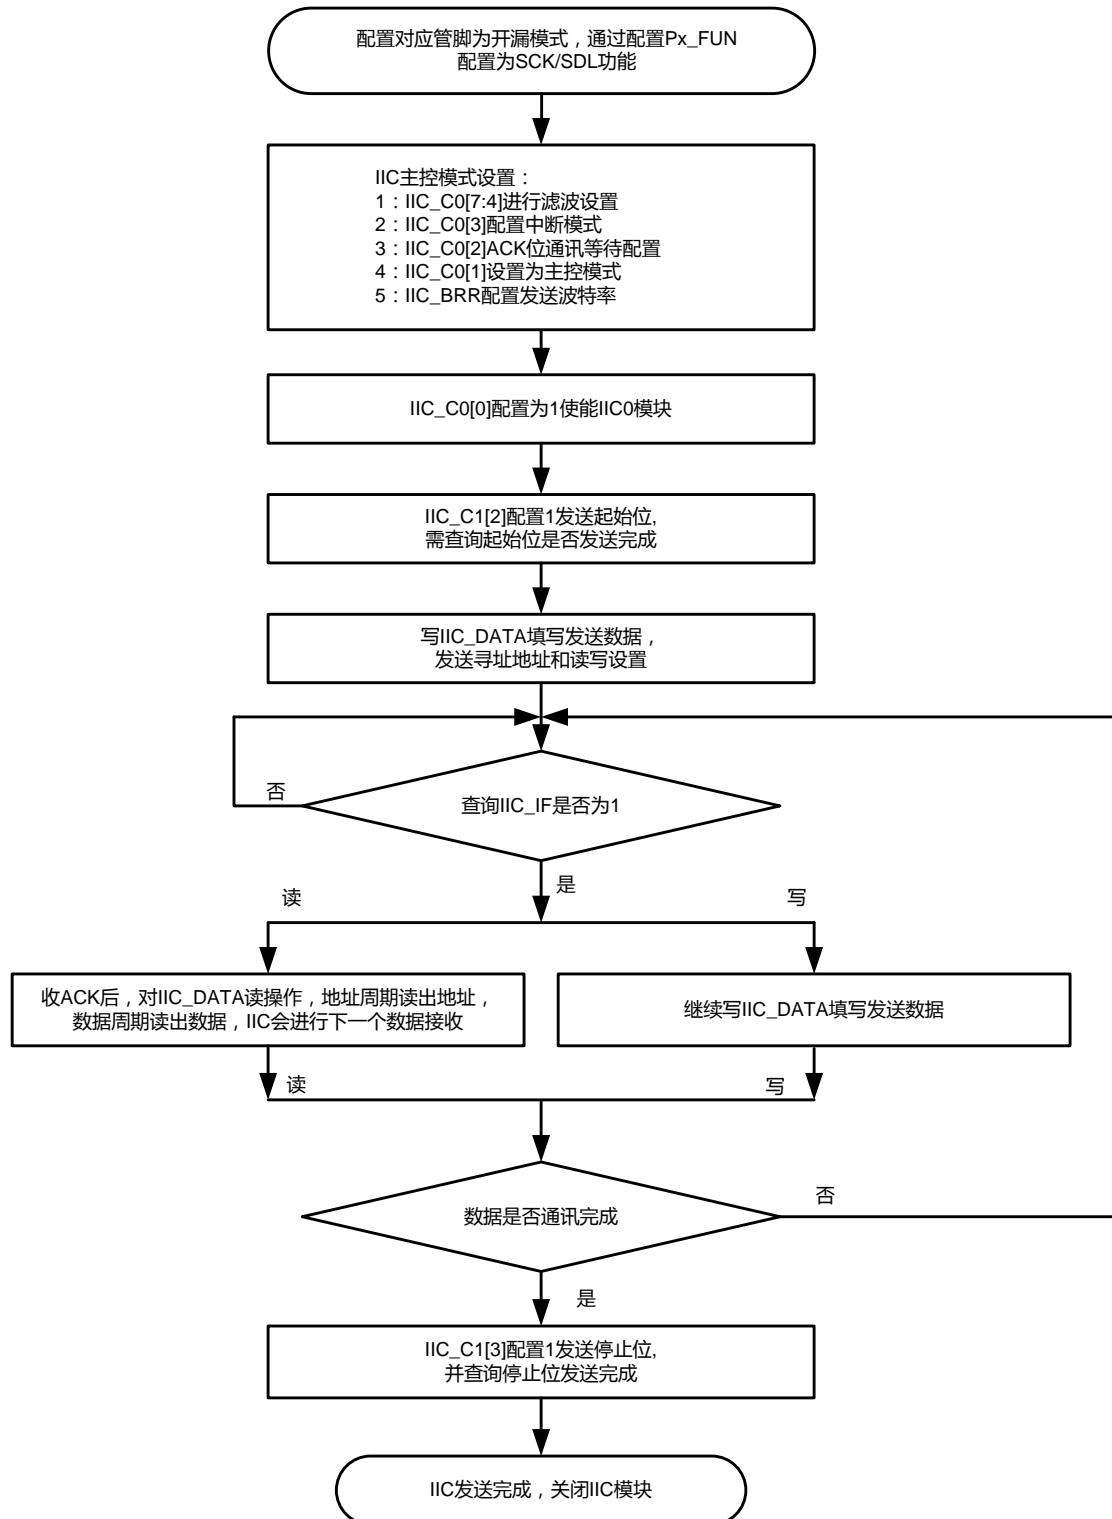 配置对应管脚为开漏模式，通过配置Px_FUN
配置为SCK/SDL功能
IIC主控模式设置：
1：IIC_C0[7:4]进行滤波设置
2：IIC_C0[3]配置中断模式
3：IIC_C0[2]ACK位通讯等待配置
4：IIC_C0[1]设置为主控模式
5：IIC_BRR配置发送波特率
IIC_C0[0]配置为1使能IIC0模块
IIC_C1[2]配置1发送起始位,
需查询起始位是否发送完成
写IIC_DATA填写发送数据，
发送寻址地址和读写设置
否
查询IIC_IF是否为1
是
读
写
收ACK后，对IIC_DATA读操作，地址周期读出地址，
数据周期读出数据，IIC会进行下一个数据接收
继续写IIC_DATA填写发送数据
读
写
数据是否通讯完成
否
是
IIC_C1[3]配置1发送停止位,
并查询停止位发送完成
IIC发送完成，关闭IIC模块